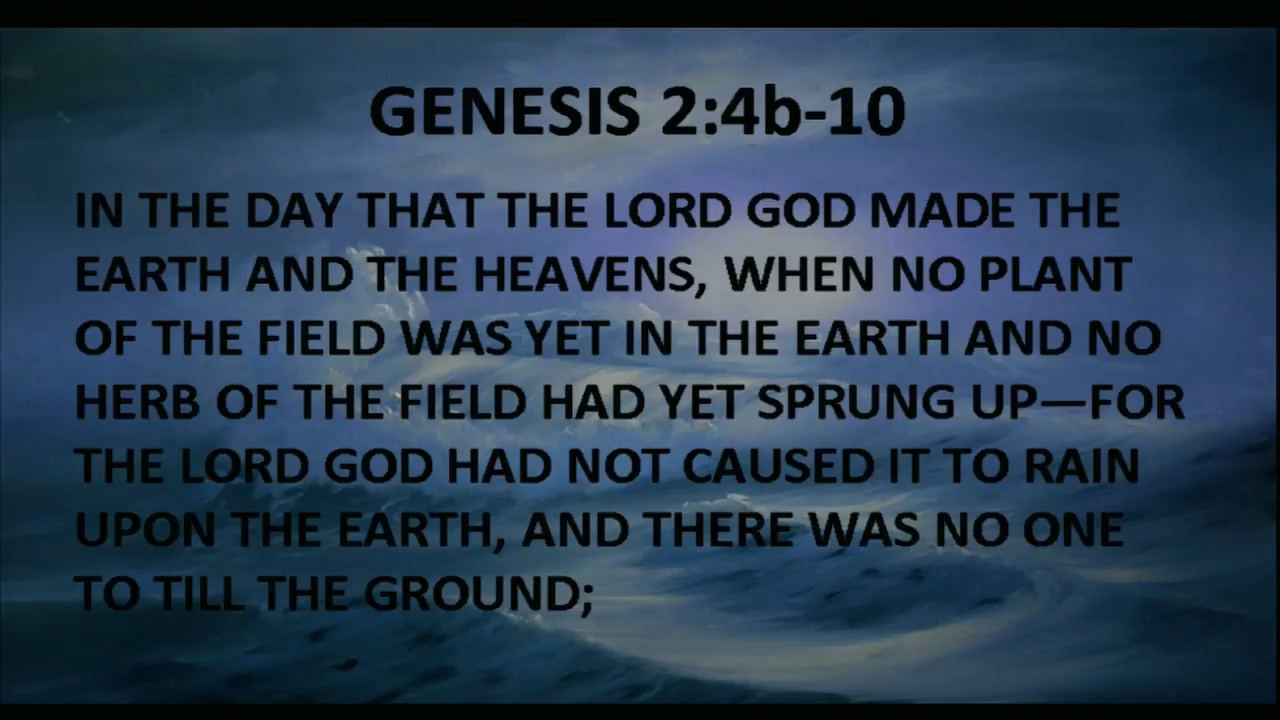 GENESIS 2:4b-10
IN THE DAY THAT THE LORD GOD MADE THE
EARTH AND THE HEAVENS, WHEN NO PLANT
OF THE FIELD WAS YET IN THE EARTH AND NO
HERB OF THE FIELD HAD YET SPRUNG UP—FOR
THE LORD GOD HAD NOT CAUSED IT TO RAIN
UPON THE EARTH, AND THERE WAS NO ONE
TO TILL THE GROUND;